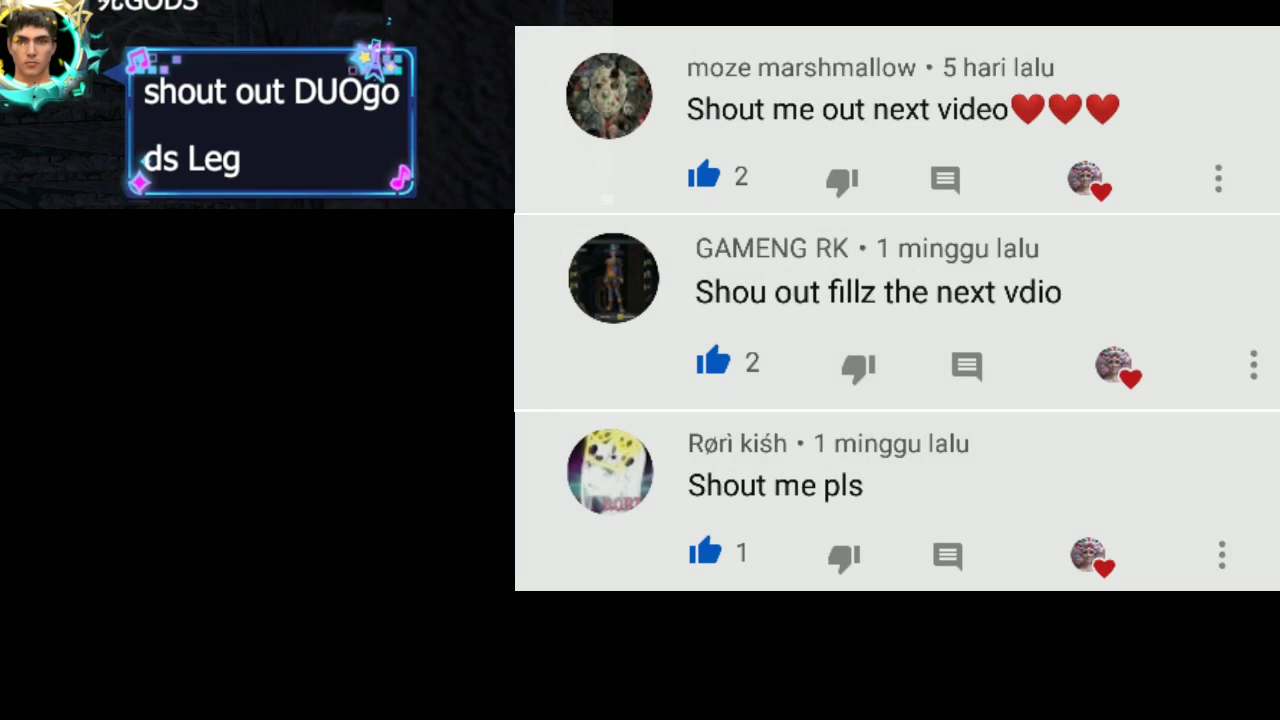 shout out DUOgo
ds Leg
moze marshmallow • 5 hari lalu
Shout me out next video❤️❤️❤️
2
GAMENG RK • 1 minggu lalu
Shou out fillz the next vdio
2
Rørì kiśh • 1 minggu lalu
Shout me pls
1